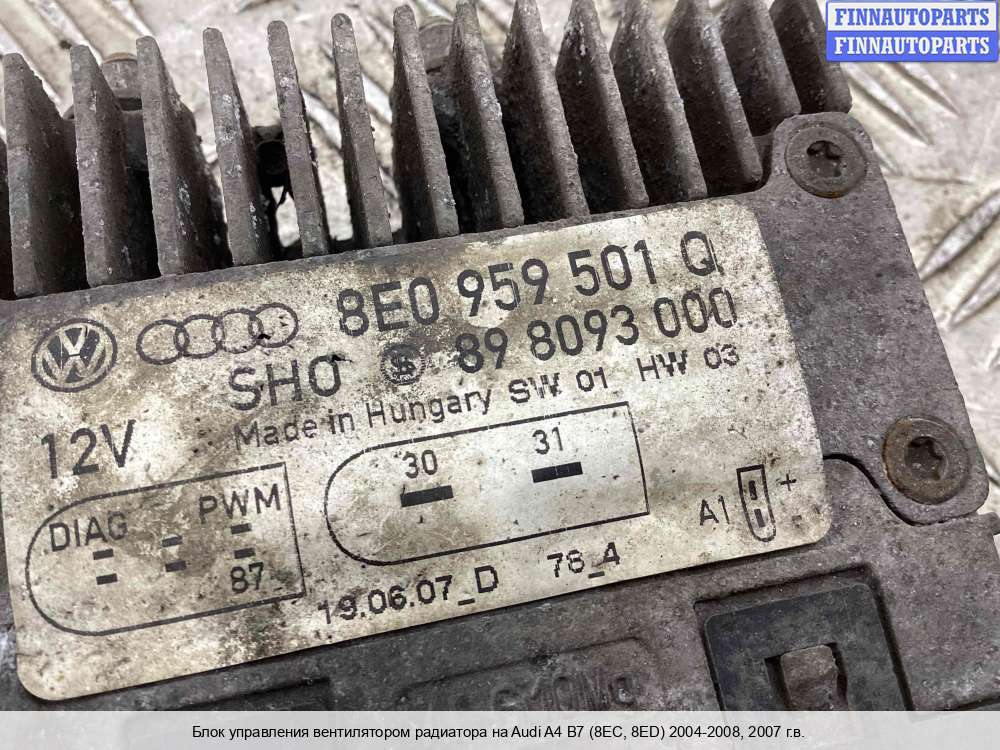 FINNAUTOPARTS
FINNAUTOPARTS
8E0 959 501 Q
SHO S 89 8093 000
Made in Hungary SW 01 HW 03
12V
30 31
DIAG PWM
87
A1 + -
19.06.07_D 78_4
Блок управления вентилятором радиатора на Audi A4 B7 (8EC, 8ED) 2004-2008, 2007 г.в.